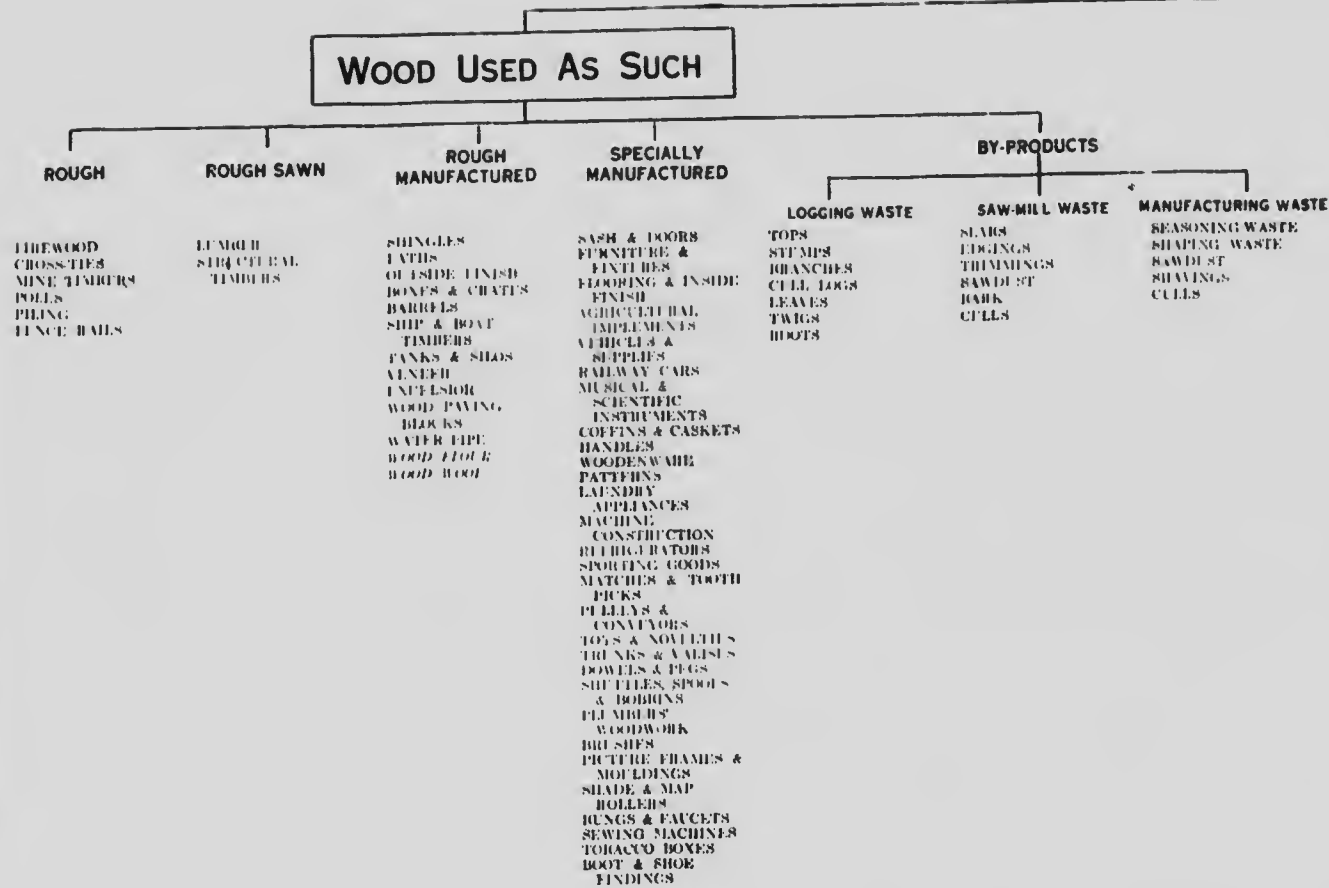 WOOD USED AS SUCH
ROUGH
FIREWOOD
CROSS-TIES
MINE TIMBERS
POLES
PILING
FENCE RAILS
ROUGH SAWN
LUMBER
STRUCTURAL
TIMBERS
ROUGH
MANUFACTURED
SHINGLES
LATHS
OUTSIDE FINISH
BOXES & CRATES
BARRELS
SHIP & BOAT
TIMBERS
TANKS & SILOS
VENEER
EXCELSIOR
WOOD PAVING
BLOCKS
WATER PIPE
WOOD FLOUR
WOOD WOOL
SPECIALLY
MANUFACTURED
SASH & DOORS
FURNITURE &
FIXTURES
FLOORING & INSIDE
FINISH
AGRICULTURAL
IMPLEMENTS
VEHICLES &
SUPPLIES
RAILWAY CARS
MUSICAL &
SCIENTIFIC
INSTRUMENTS
COFFINS & CASKETS
HANDLES
WOODENWARE
PATTERNS
LAUNDRY
APPLIANCES
MACHINE
CONSTRUCTION
REFRIGERATORS
SPORTING GOODS
MATCHES & TOOTH
PICKS
PULLEYS &
CONVEYORS
TOYS & NOVELTIES
TRUNKS & VALISES
DOWELS & PEGS
SHUTTLES, SPOOLS
& BOBBINS
PLUMBERS'
WOODWORK
BRUSHES
PICTURE FRAMES &
MOULDINGS
SHADE & MAP
ROLLERS
BUNGS & FAUCETS
SEWING MACHINES
TOBACCO BOXES
BOOT & SHOE
FINDINGS
BY-PRODUCTS
LOGGING WASTE
TOPS
STUMPS
BRANCHES
CULL LOGS
LEAVES
TWIGS
ROOTS
SAW-MILL WASTE
SLABS
EDGINGS
TRIMMINGS
SAWDUST
BARK
CULLS
MANUFACTURING WASTE
SEASONING WASTE
SHAPING WASTE
SAWDUST
SHAVINGS
CULLS